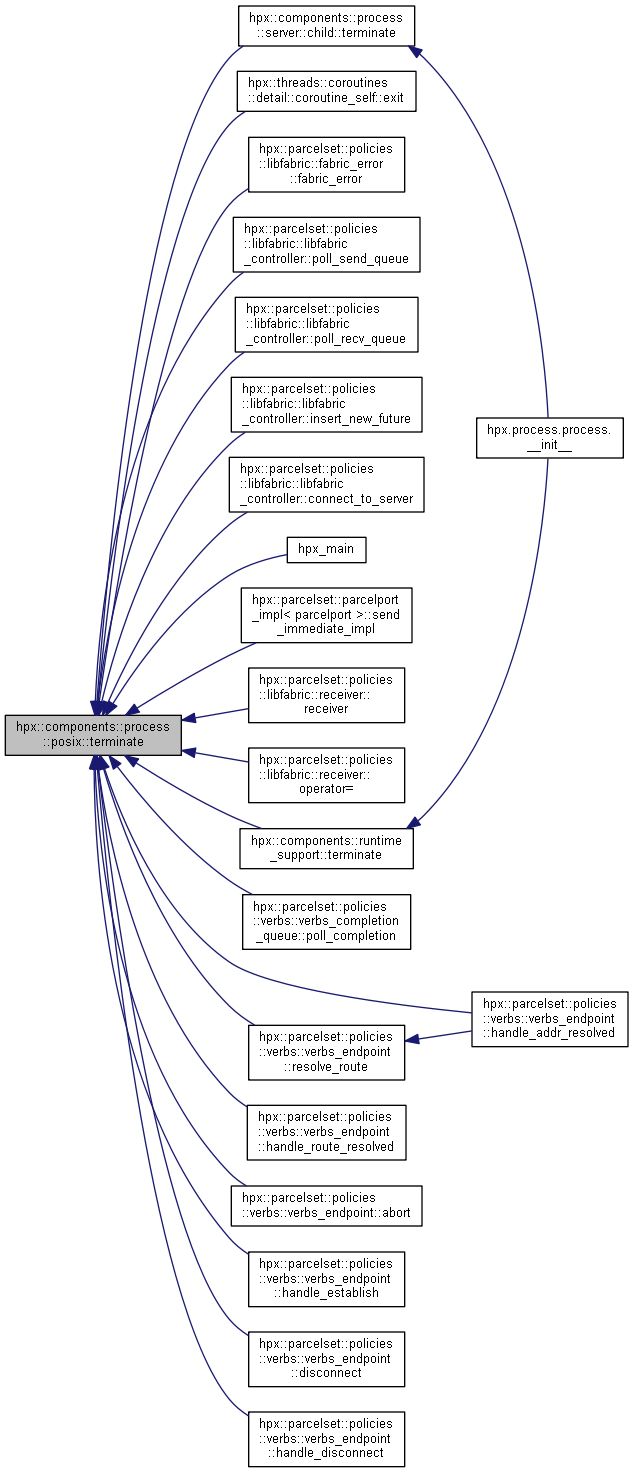 hpx::components::process
::server::child::terminate
hpx::threads::coroutines
::detail::coroutine_self::exit
hpx::parcelset::policies
::libfabric::fabric_error
::fabric_error
hpx::parcelset::policies
::libfabric::libfabric
_controller::poll_send_queue
hpx::parcelset::policies
::libfabric::libfabric
_controller::poll_recv_queue
hpx::parcelset::policies
::libfabric::libfabric
_controller::insert_new_future
hpx.process.process.
__init__
hpx::parcelset::policies
::libfabric::libfabric
_controller::connect_to_server
hpx_main
hpx::parcelset::parcelport
_impl< parcelport >::send
_immediate_impl
hpx::parcelset::policies
::libfabric::receiver::
receiver
hpx::components::process
::posix::terminate
hpx::parcelset::policies
::libfabric::receiver::
operator=
hpx::components::runtime
_support::terminate
hpx::parcelset::policies
::verbs::verbs_completion
_queue::poll_completion
hpx::parcelset::policies
::verbs::verbs_endpoint
::handle_addr_resolved
hpx::parcelset::policies
::verbs::verbs_endpoint
::resolve_route
hpx::parcelset::policies
::verbs::verbs_endpoint
::handle_route_resolved
hpx::parcelset::policies
::verbs::verbs_endpoint::abort
hpx::parcelset::policies
::verbs::verbs_endpoint
::handle_establish
hpx::parcelset::policies
::verbs::verbs_endpoint
::disconnect
hpx::parcelset::policies
::verbs::verbs_endpoint
::handle_disconnect